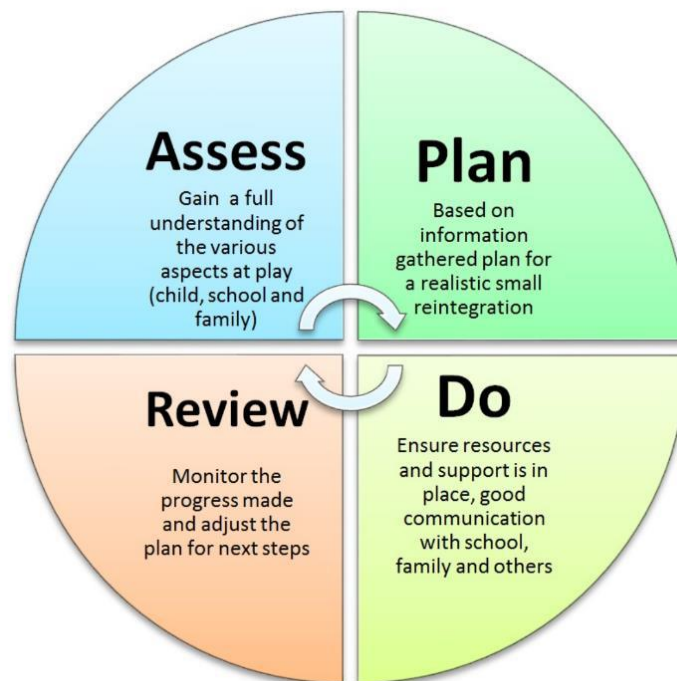 Assess
Gain a full
understanding of
the various
aspects at play
(child, school and
family)
Plan
Based on
information
gathered plan for
a realistic small
reintegration
Review
Monitor the
progress made
and adjust the
plan for next steps
Do
Ensure resources
and support is in
place, good
communication
with school,
family and others